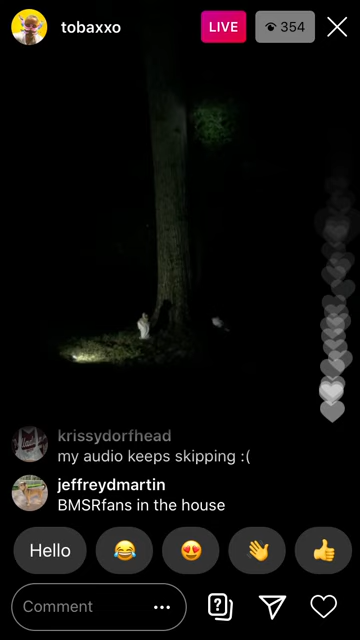 tobaxxo
LIVE
354
krissydorfhead
my audio keeps skipping :(
jeffreydmartin
BMSRfans in the house
Hello
Comment